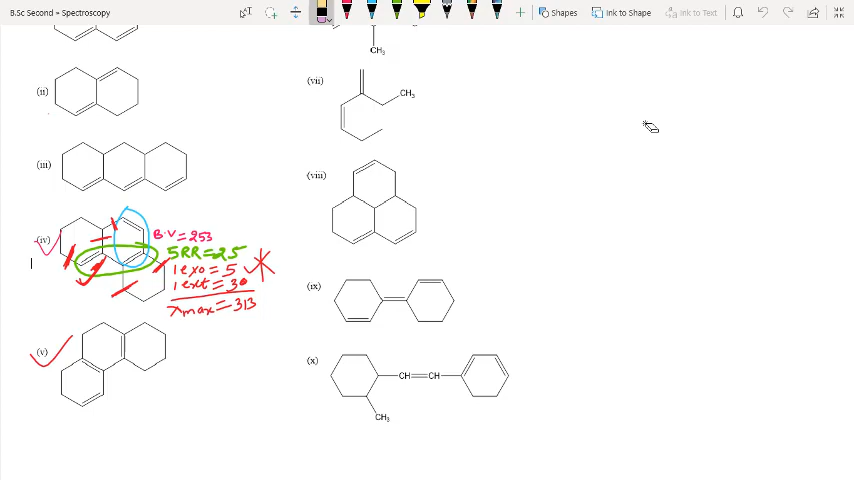 B.Sc Second » Spectroscopy
Shapes
Ink to Shape
Ink to Text
CH₃
(ii)
(vii)
CH₃
(iii)
(viii)
(iv)
B.V = 253
5RR = 25
1 exo = 5
1 ext = 30
λmax = 313
(ix)
(v)
(x)
CH
CH
CH₃